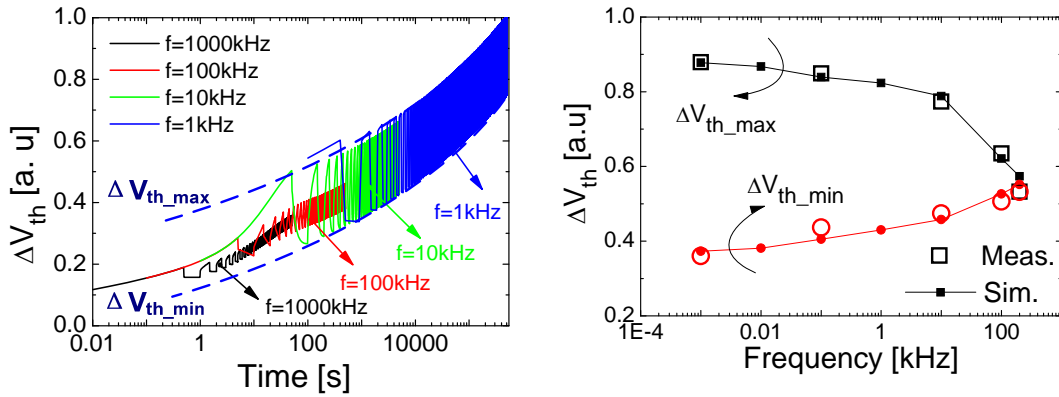 1.0
0.8
0.6
0.4
0.2
0.0
ΔV_th [a. u]
f=1000kHz
f=100kHz
f=10kHz
f=1kHz
Δ V_th_max
Δ V_th_min
f=1kHz
f=10kHz
f=100kHz
f=1000kHz
0.01 1 100 10000
Time [s]
1.0
0.8
0.6
0.4
0.2
ΔV_th [a.u]
ΔV_th_max
ΔV_th_min
Meas.
Sim.
1E-4 0.01 1 100
Frequency [kHz]